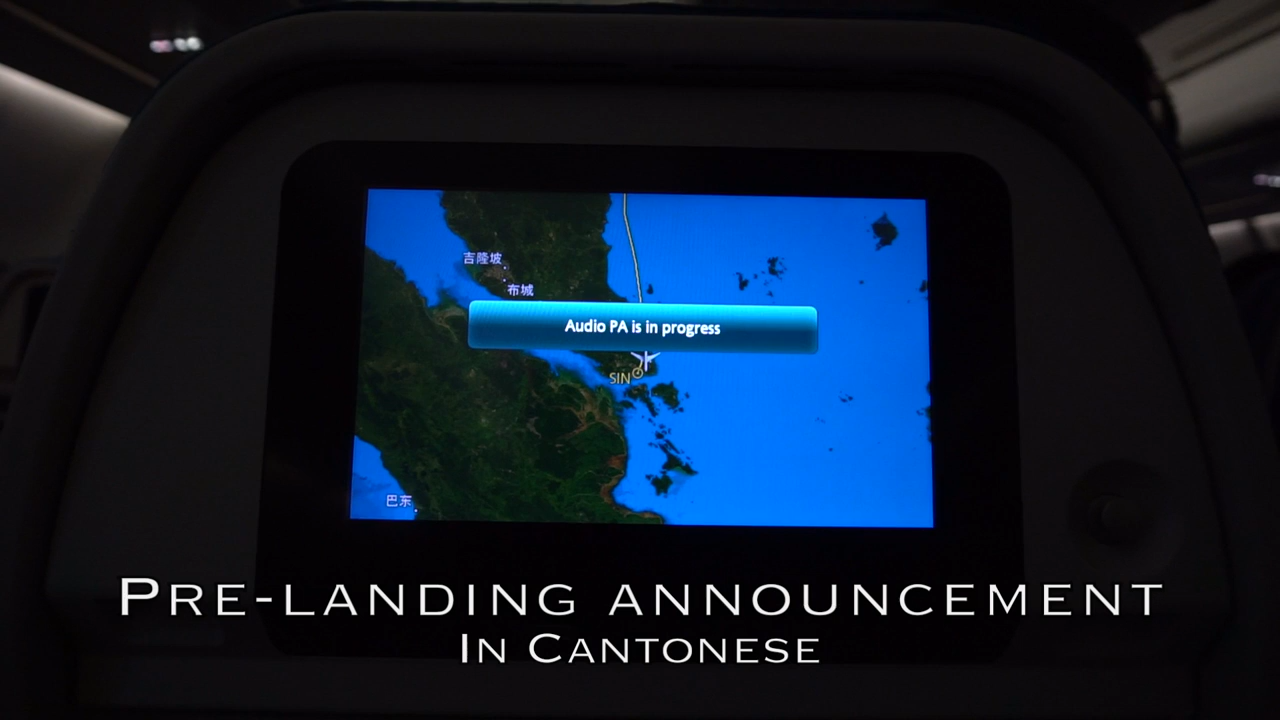 吉隆坡
布城
Audio PA is in progress
SIN
巴东
PRE-LANDING ANNOUNCEMENT
IN CANTONESE